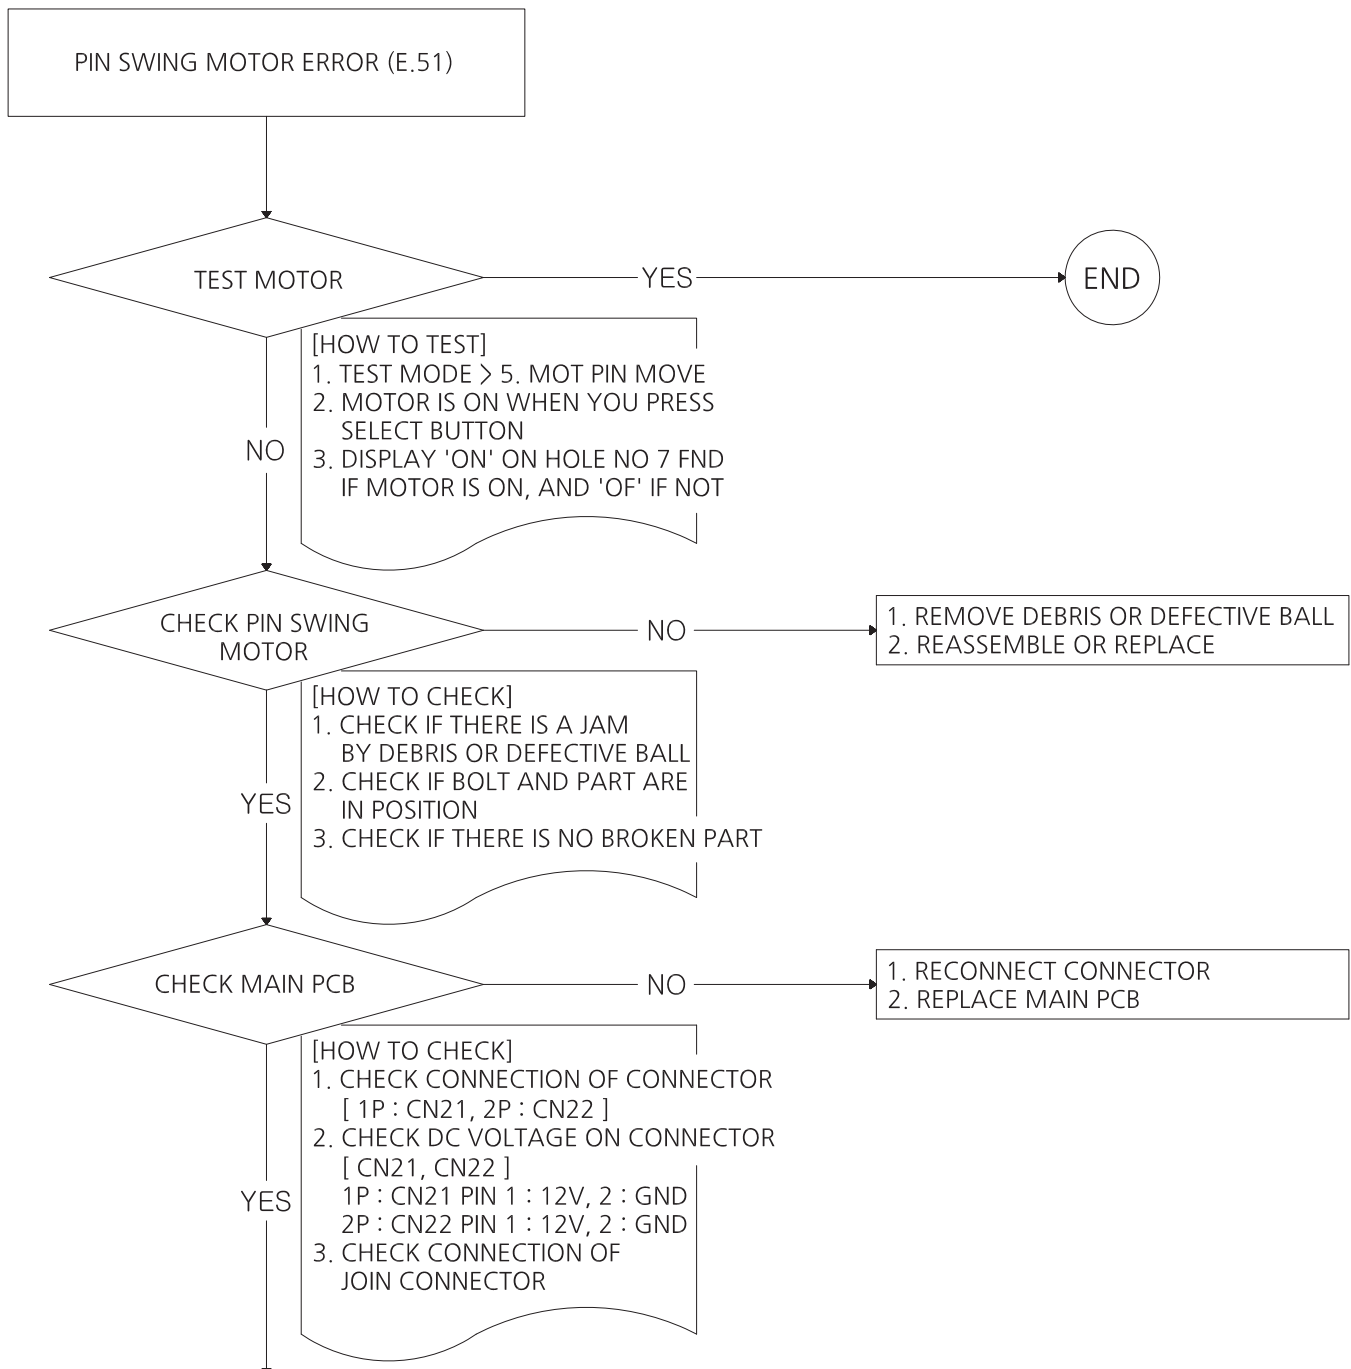 PIN SWING MOTOR ERROR (E.51)
TEST MOTOR
YES
END
[HOW TO TEST]
1. TEST MODE > 5. MOT PIN MOVE
2. MOTOR IS ON WHEN YOU PRESS
SELECT BUTTON
3. DISPLAY 'ON' ON HOLE NO 7 FND
IF MOTOR IS ON, AND 'OF' IF NOT
NO
CHECK PIN SWING
MOTOR
NO
1. REMOVE DEBRIS OR DEFECTIVE BALL
2. REASSEMBLE OR REPLACE
[HOW TO CHECK]
1. CHECK IF THERE IS A JAM
BY DEBRIS OR DEFECTIVE BALL
2. CHECK IF BOLT AND PART ARE
IN POSITION
3. CHECK IF THERE IS NO BROKEN PART
YES
CHECK MAIN PCB
NO
1. RECONNECT CONNECTOR
2. REPLACE MAIN PCB
[HOW TO CHECK]
1. CHECK CONNECTION OF CONNECTOR
[ 1P : CN21, 2P : CN22 ]
2. CHECK DC VOLTAGE ON CONNECTOR
[ CN21, CN22 ]
1P : CN21 PIN 1 : 12V, 2 : GND
2P : CN22 PIN 1 : 12V, 2 : GND
3. CHECK CONNECTION OF
JOIN CONNECTOR
YES